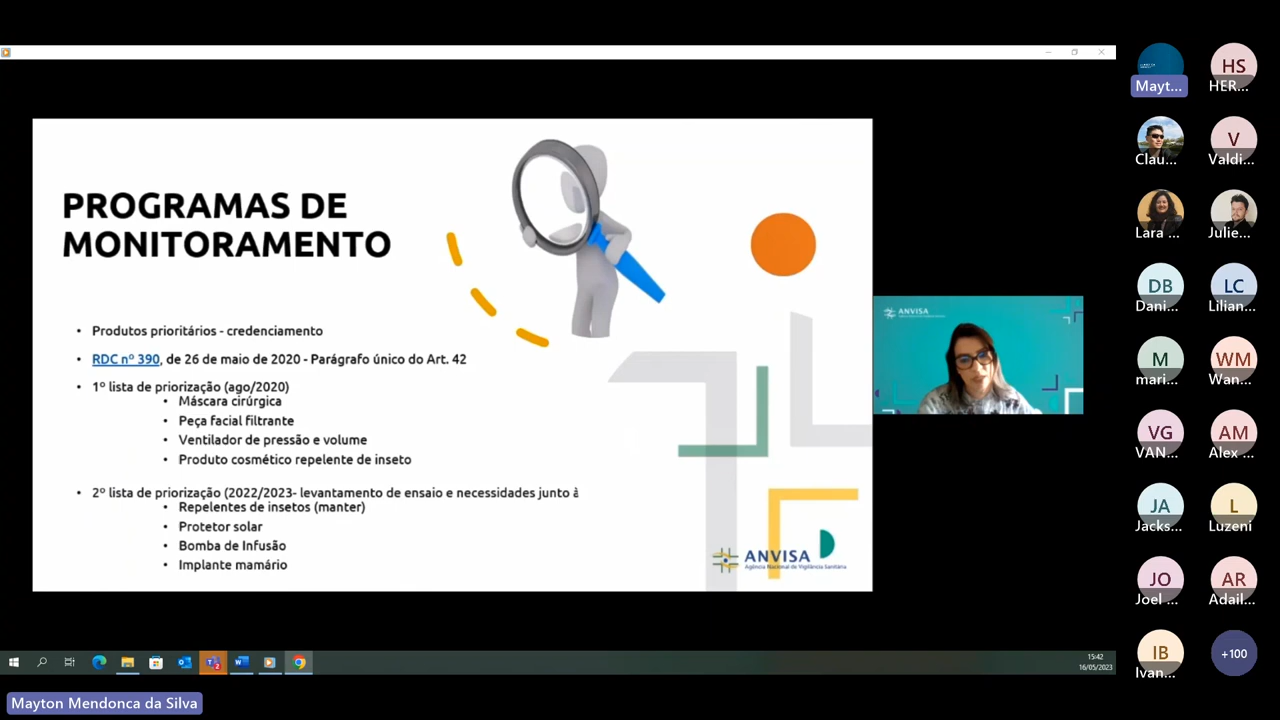 PROGRAMAS DE
MONITORAMENTO
• Produtos prioritários - credenciamento
• RDC nº 390, de 26 de maio de 2020 - Parágrafo único do Art. 42
• 1º lista de priorização (ago/2020)
• Máscara cirúrgica
• Peça facial filtrante
• Ventilador de pressão e volume
• Produto cosmético repelente de inseto
• 2º lista de priorização (2022/2023- levantamento de ensaio e necessidades junto à
• Repelentes de insetos (manter)
• Protetor solar
• Bomba de Infusão
• Implante mamário
ANVISA
Agência Nacional de Vigilância Sanitária
ANVISA
Mayt...
HS
HER...
Clau...
V
Valdi...
Lara ...
Julie...
DB
Dani...
LC
Lilian...
M
mari...
WM
Wan...
VG
VAN...
AM
Alex ...
JA
Jacks...
L
Luzeni
JO
Joel ...
AR
Adail...
IB
Ivan...
+100
15:42
16/05/2023
Mayton Mendonca da Silva